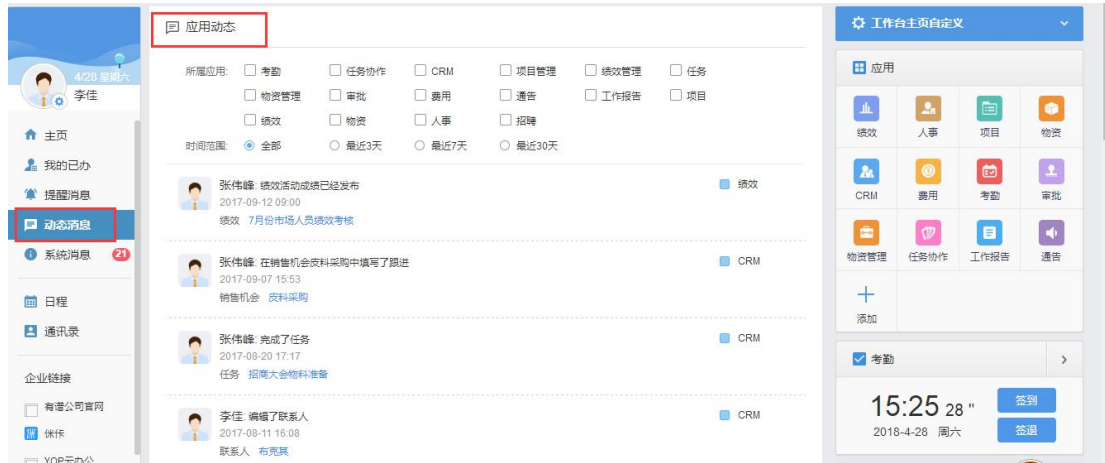 4/28 星期六
李佳
主页
我的已办
提醒消息
动态消息
系统消息 21
日程
通讯录
企业链接
有谱公司官网
侎佧
YOP云办公
应用动态
所属应用: 考勤 任务协作 CRM 项目管理 绩效管理 任务
物资管理 审批 费用 通告 工作报告 项目
绩效 物资 人事 招聘
时间范围: 全部 最近3天 最近7天 最近30天
张伟峰: 绩效活动成绩已经发布 绩效
2017-09-12 09:00
绩效 7月份市场人员绩效考核
张伟峰: 在销售机会皮料采购中填写了跟进 CRM
2017-09-07 15:53
销售机会 皮料采购
张伟峰: 完成了任务 CRM
2017-08-20 17:17
任务 招商大会物料准备
李佳: 编辑了联系人 CRM
2017-08-11 16:08
联系人 布克其
工作台主页自定义
应用
绩效 人事 项目 物资
CRM 费用 考勤 审批
物资管理 任务协作 工作报告 通告
添加
考勤
15:25 28 "
2018-4-28 周六
签到
签退